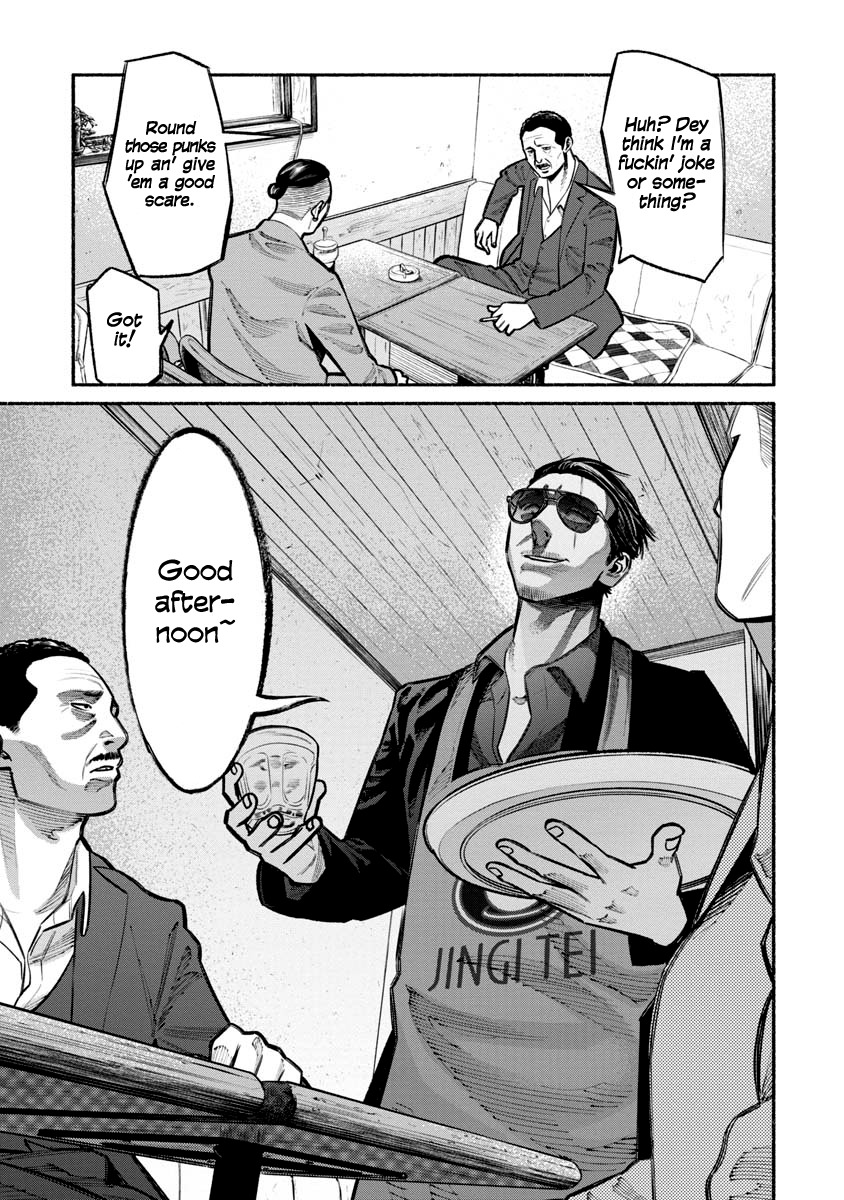 Huh? Dey
think I'm a
fuckin' joke
or some-
thing?
Round
those punks
up an' give
'em a good
scare.
Got
it!
Good
after-
noon~
JINGI TEI